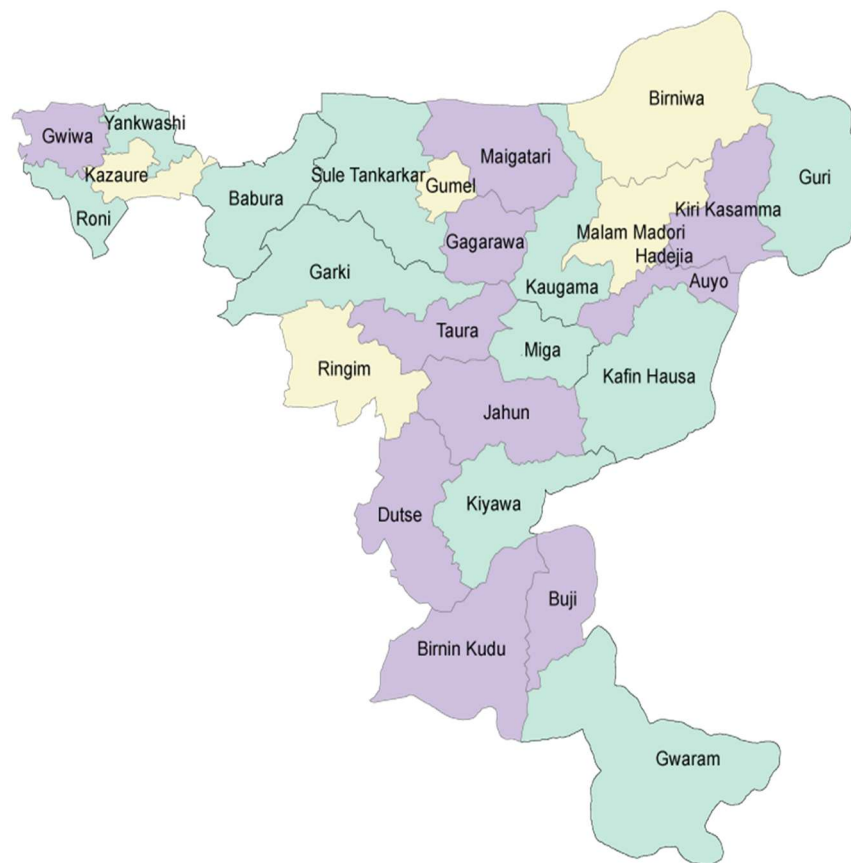 Birniwa
Yankwashi
Gwiwa
Maigatari
Kazaure
Sule Tankarkar
Gumel
Guri
Babura
Roni
Kiri Kasamma
Malam Madori
Gagarawa
Hadejia
Garki
Auyo
Kaugama
Taura
Miga
Ringim
Kafin Hausa
Jahun
Kiyawa
Dutse
Buji
Birnin Kudu
Gwaram